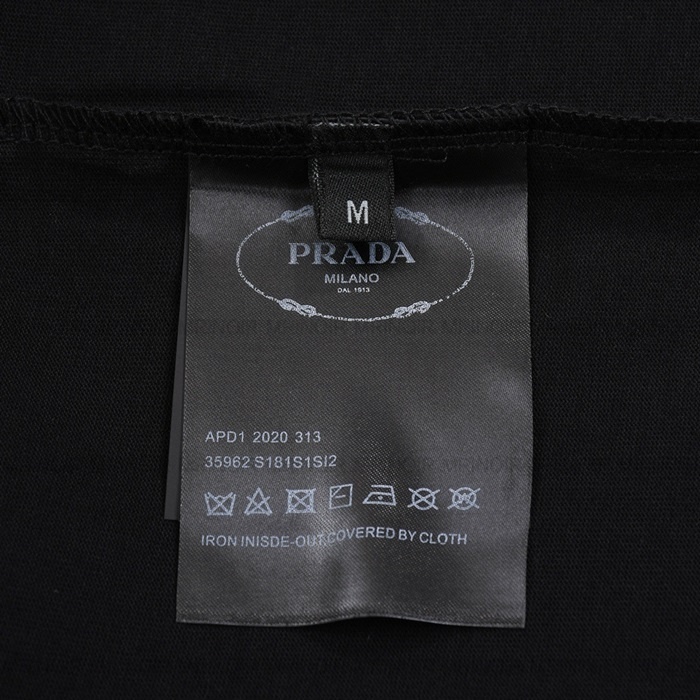 M
PRADA
MILANO
DAL 1913
APD1 2020 313
35962 S181S1SI2
IRON INISDE-OUT,COVERED BY CLOTH